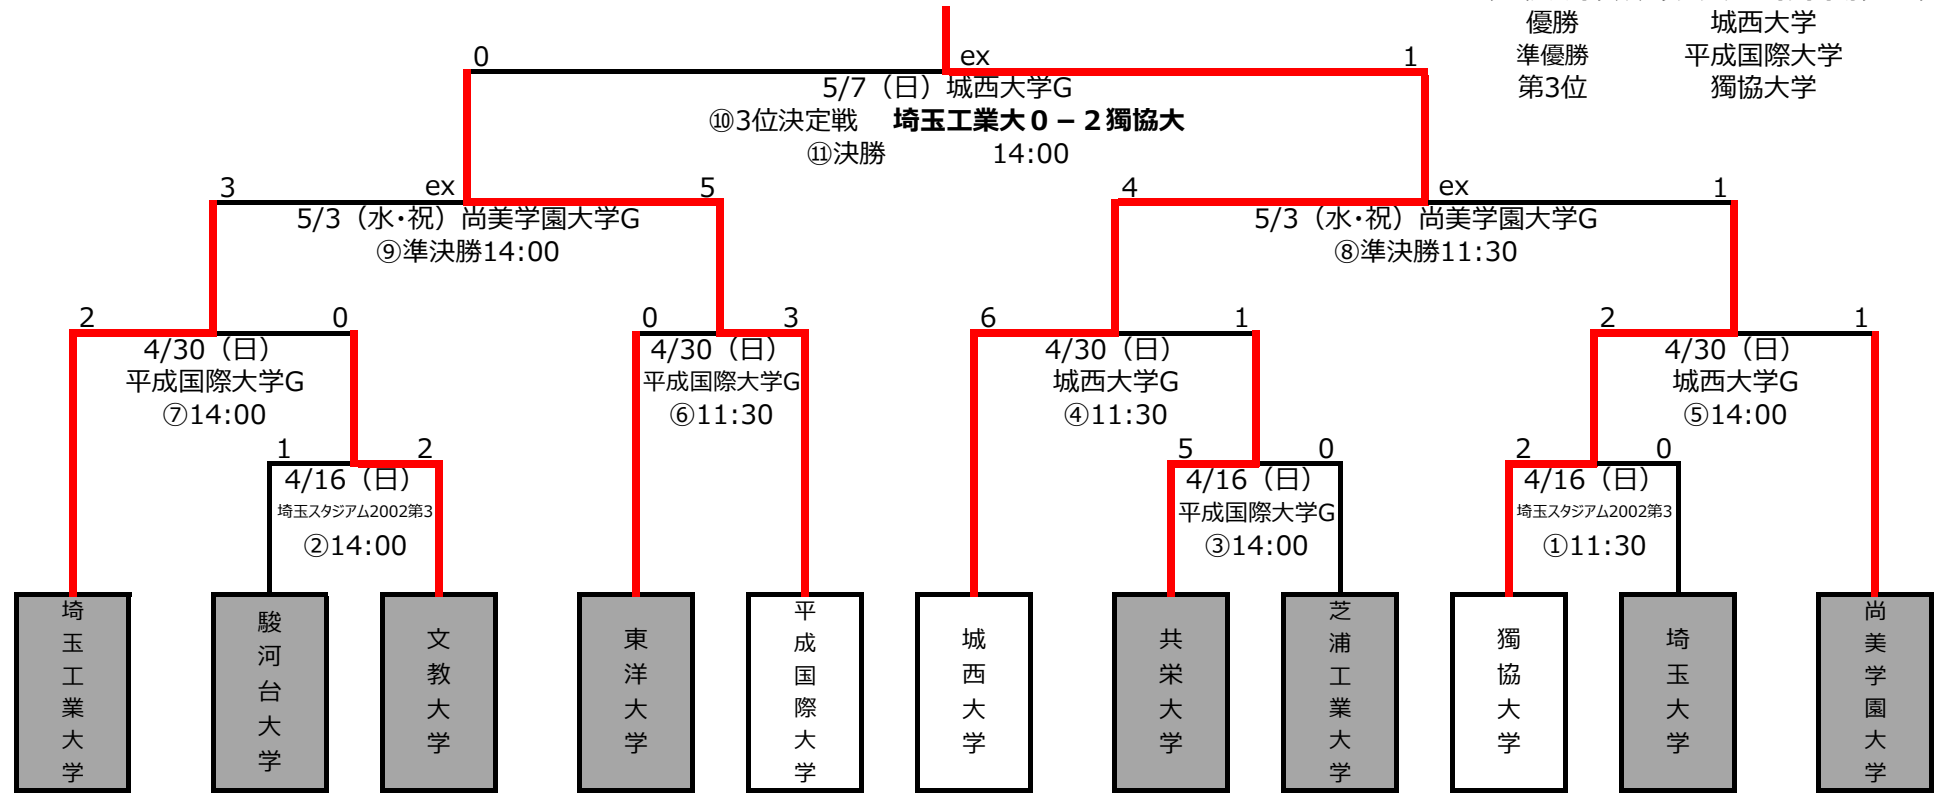 優勝 城西大学
0 ex 1
準優勝 平成国際大学
5/7（日）城西大学G
第3位 獨協大学
⑩3位決定戦 埼玉工業大０－２獨協大
⑪決勝 14:00
3 ex 5
4 ex 1
5/3（水・祝）尚美学園大学G
⑨準決勝14:00
5/3（水・祝）尚美学園大学G
⑧準決勝11:30
2 0
4/30（日）
平成国際大学G
⑦14:00
0 3
4/30（日）
平成国際大学G
⑥11:30
6 1
4/30（日）
城西大学G
④11:30
2 1
4/30（日）
城西大学G
⑤14:00
1 2
4/16（日）
埼玉スタジアム2002第3
②14:00
5 0
4/16（日）
平成国際大学G
③14:00
2 0
4/16（日）
埼玉スタジアム2002第3
①11:30
埼玉工業大学
駿河台大学
文教大学
東洋大学
平成国際大学
城西大学
共栄大学
芝浦工業大学
獨協大学
埼玉大学
尚美学園大学